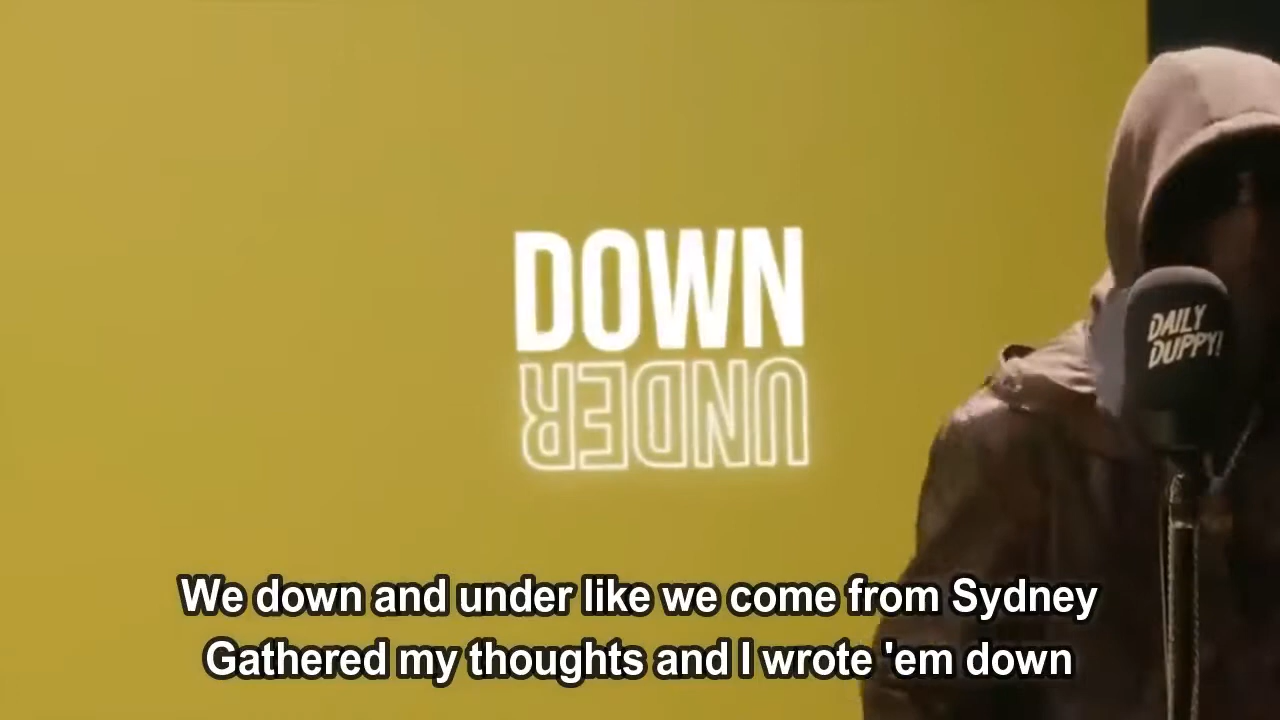 DOWN
UNDER
DAILY
DUPPY!
We down and under like we come from Sydney
Gathered my thoughts and I wrote 'em down